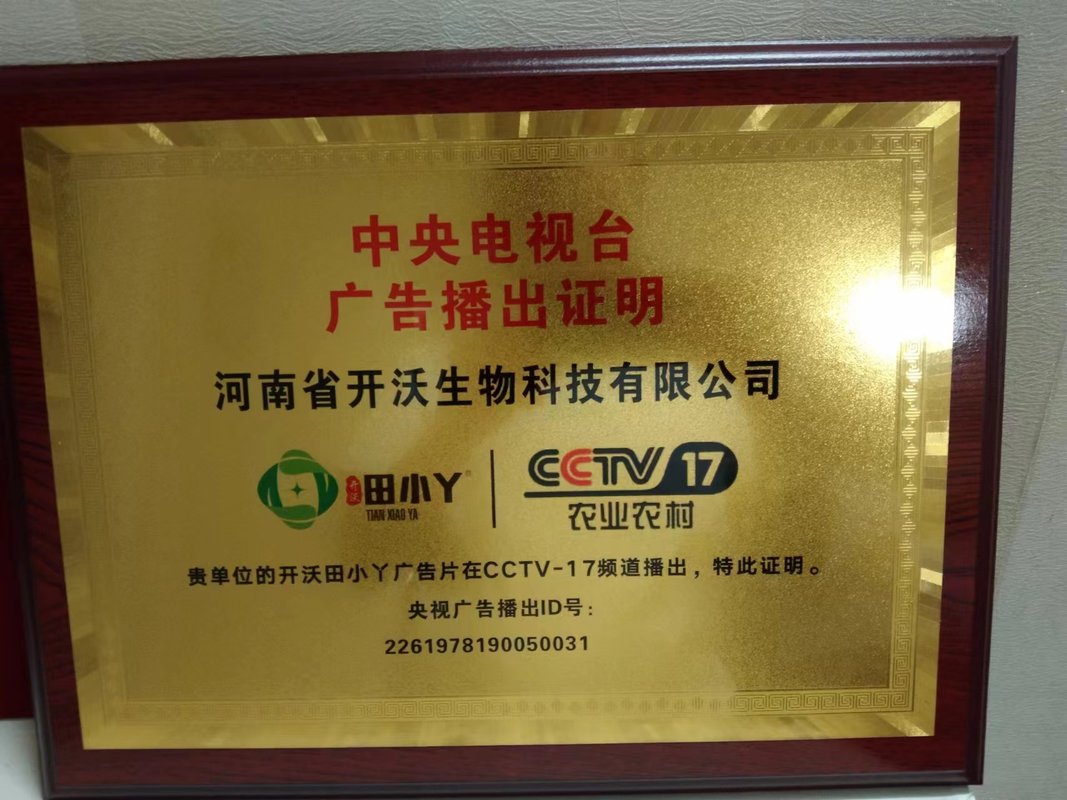 中央电视台
广告播出证明
河南省开沃生物科技有限公司
开沃 田小丫®
TIAN XIAO YA
CCTV 17
农业农村
贵单位的开沃田小丫广告片在CCTV-17频道播出，特此证明。
央视广告播出ID号：
2261978190050031